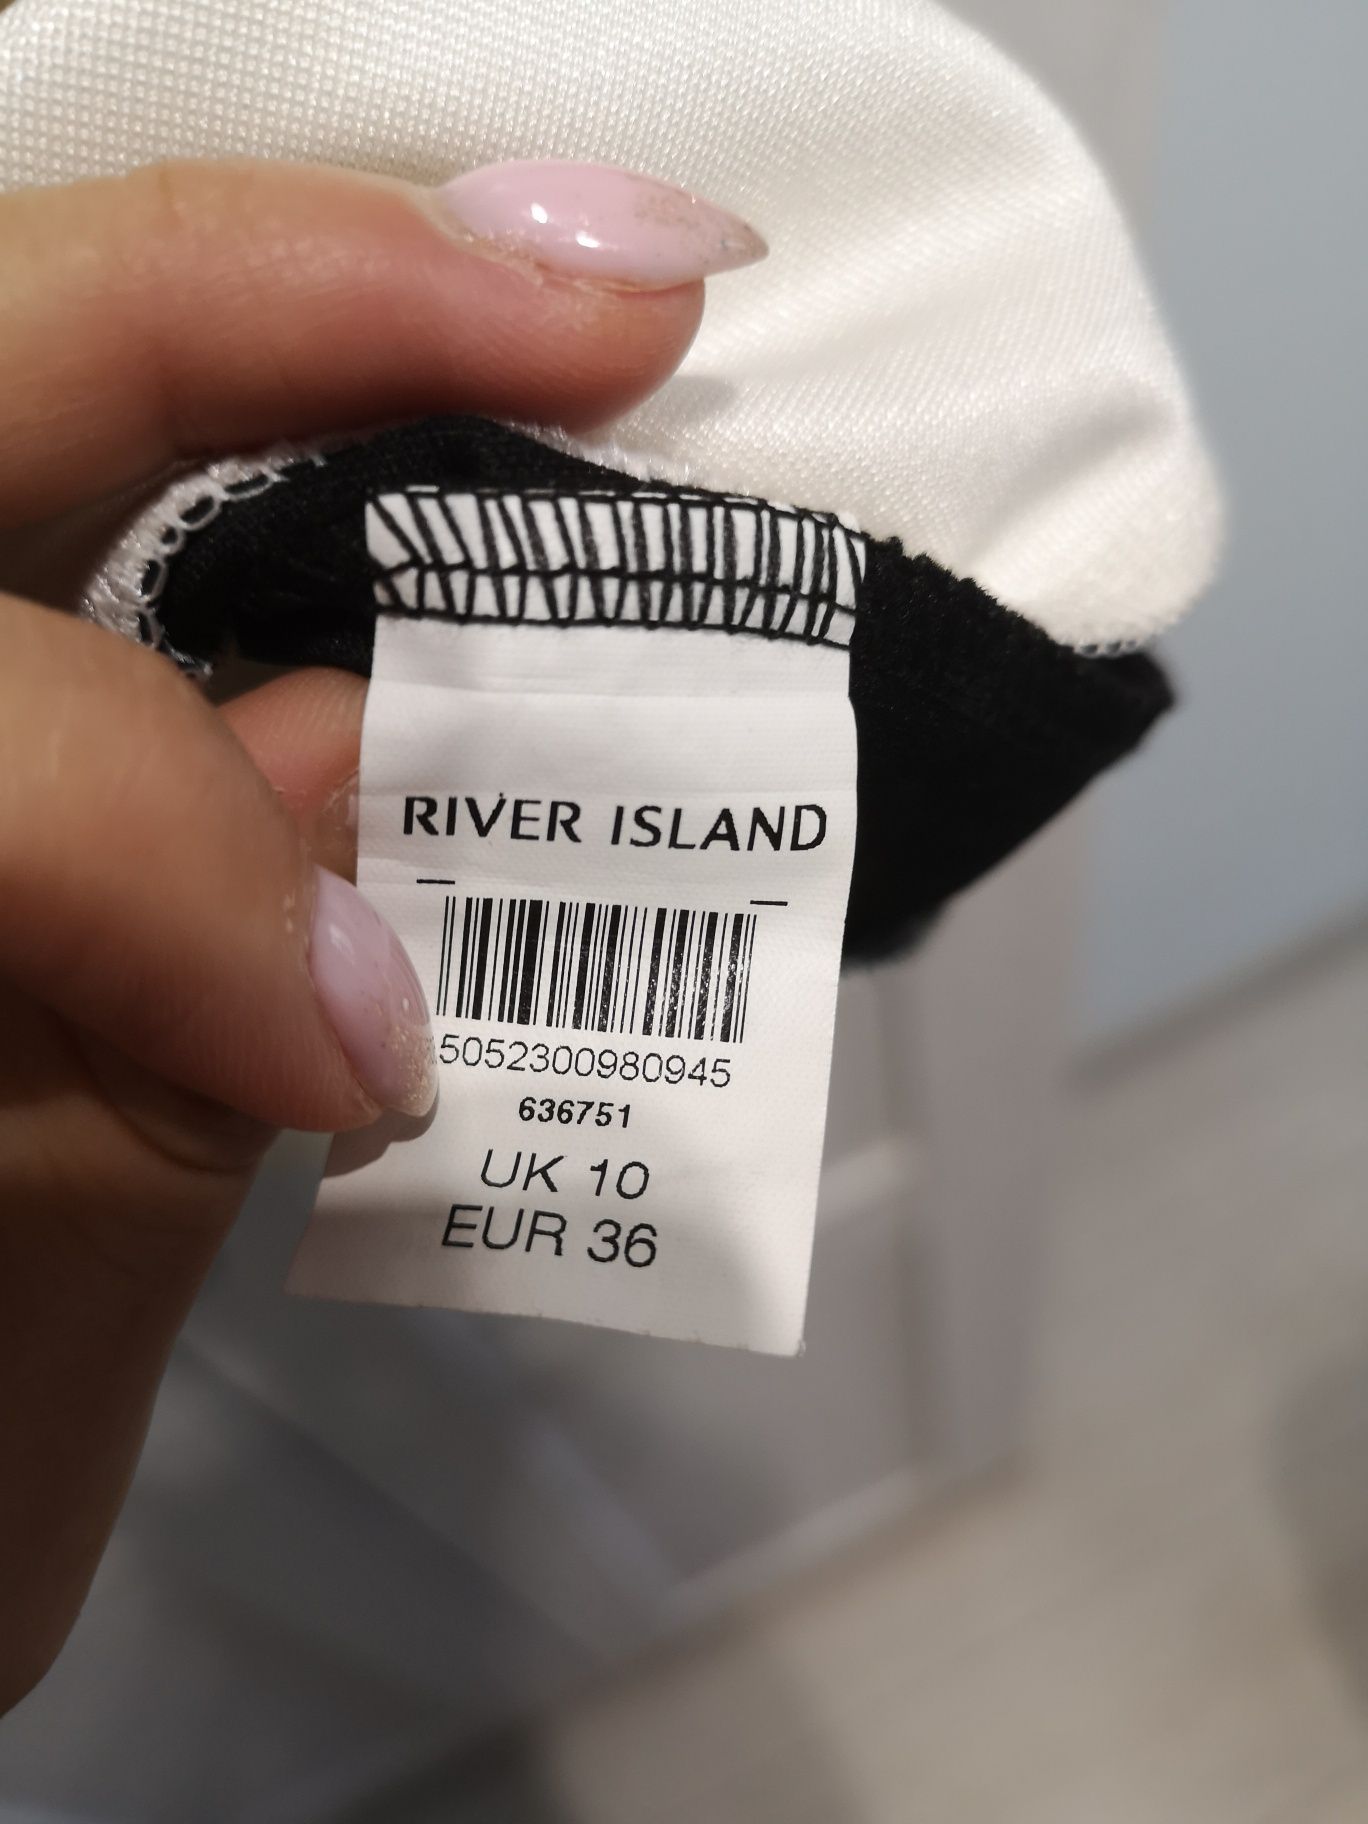 RIVER ISLAND
5052300980945
636751
UK 10
EUR 36